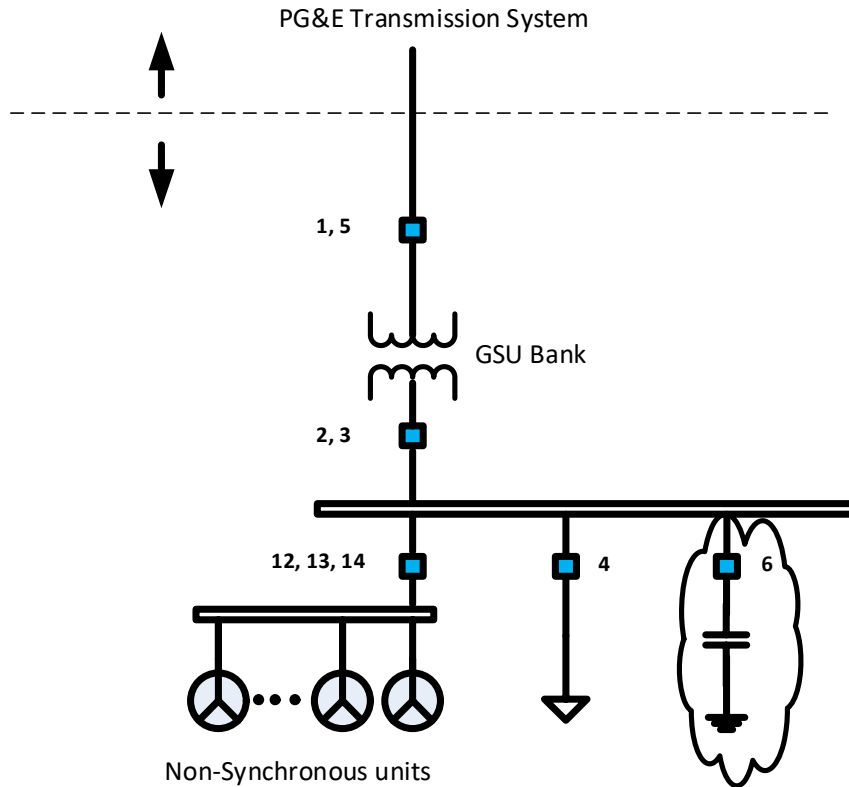 PG&E Transmission System
1, 5
GSU Bank
2, 3
12, 13, 14
4
6
Non-Synchronous units